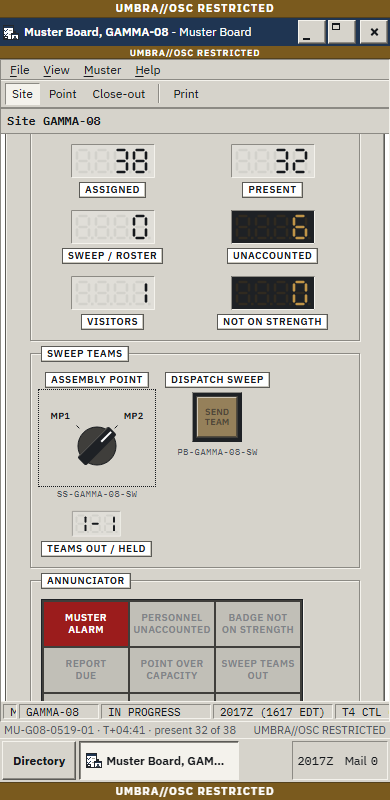 UMBRA//OSC RESTRICTED
Muster Board, GAMMA-08 - Muster Board
UMBRA//OSC RESTRICTED
File View Muster Help
Site Point Close-out Print
Site GAMMA-08
38 32
ASSIGNED PRESENT
0 6
SWEEP / ROSTER UNACCOUNTED
1 0
VISITORS NOT ON STRENGTH
SWEEP TEAMS
ASSEMBLY POINT DISPATCH SWEEP
MP1 MP2
SEND
TEAM
PB-GAMMA-08-SW
SS-GAMMA-08-SW
1-1
TEAMS OUT / HELD
ANNUNCIATOR
MUSTER ALARM
PERSONNEL UNACCOUNTED
BADGE NOT ON STRENGTH
REPORT DUE
POINT OVER CAPACITY
SWEEP TEAMS OUT
GAMMA-08 IN PROGRESS 2017Z (1617 EDT) T4 CTL
MU-G08-0519-01 · T+04:41 · present 32 of 38 UMBRA//OSC RESTRICTED
Directory Muster Board, GAM... 2017Z Mail 0
UMBRA//OSC RESTRICTED